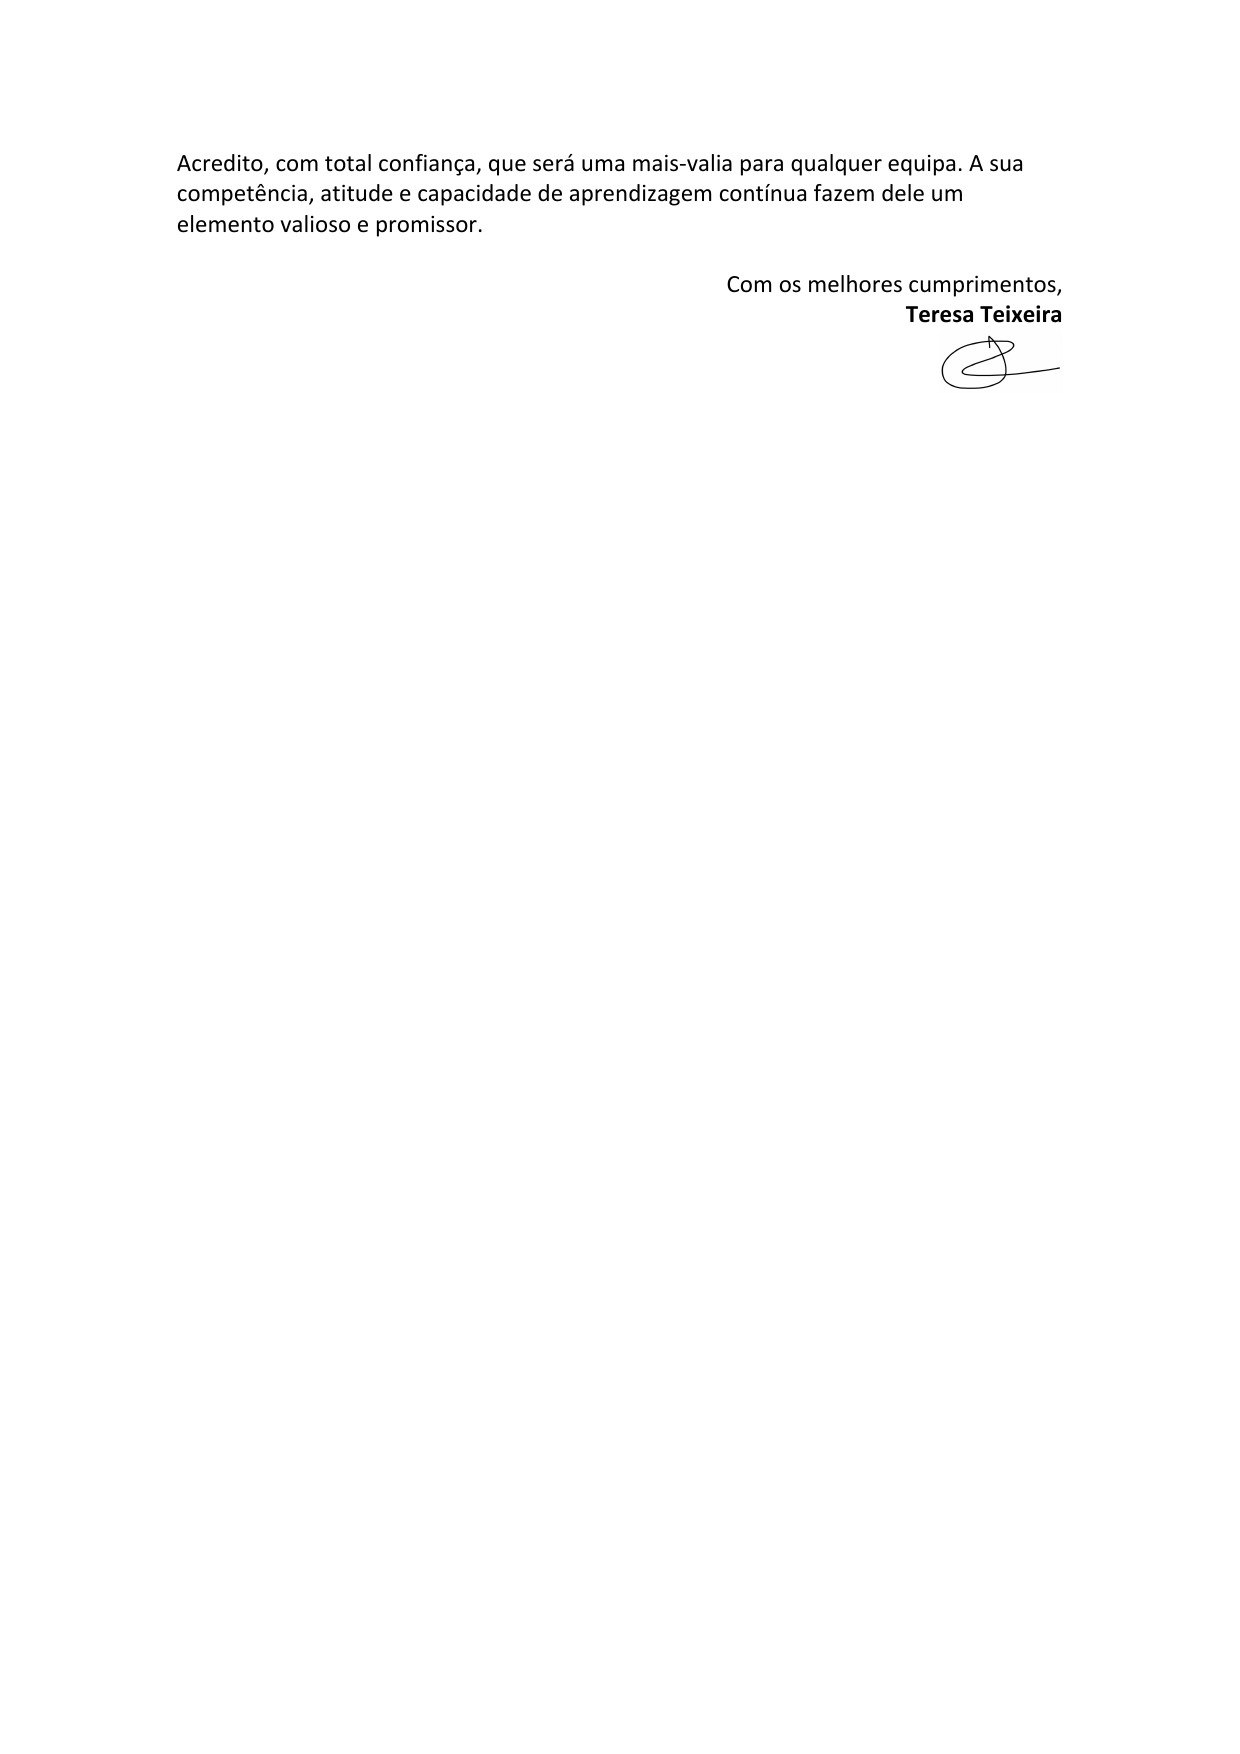 Acredito, com total confiança, que será uma mais-valia para qualquer equipa. A sua
competência, atitude e capacidade de aprendizagem contínua fazem dele um
elemento valioso e promissor.
Com os melhores cumprimentos,
Teresa Teixeira